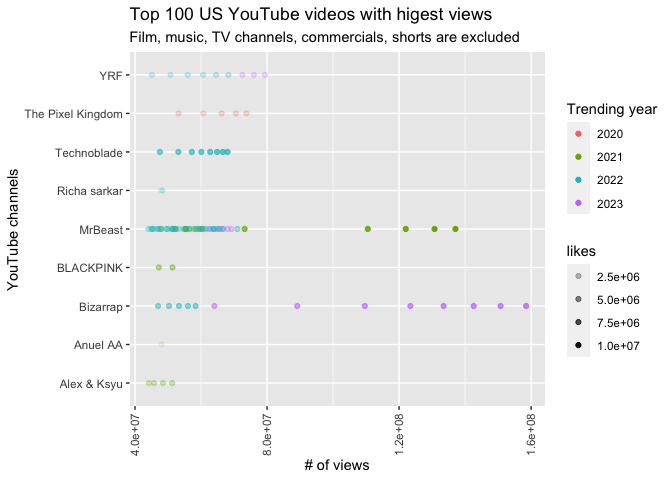 Top 100 US YouTube videos with higest views
Film, music, TV channels, commercials, shorts are excluded
YouTube channels
YRF
The Pixel Kingdom
Technoblade
Richa sarkar
MrBeast
BLACKPINK
Bizarrap
Anuel AA
Alex & Ksyu
4.0e+07
8.0e+07
1.2e+08
1.6e+08
# of views
Trending year
2020
2021
2022
2023
likes
2.5e+06
5.0e+06
7.5e+06
1.0e+07